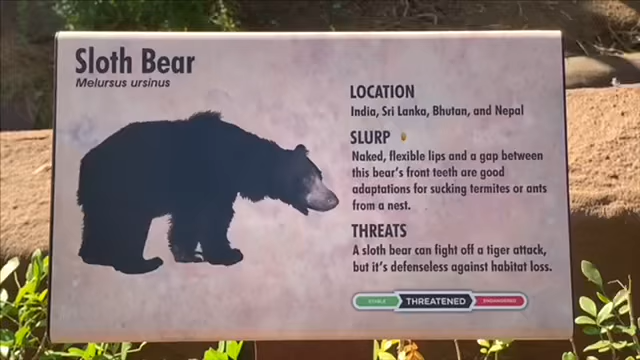 Sloth Bear
Melursus ursinus
LOCATION
India, Sri Lanka, Bhutan, and Nepal
SLURP
Naked, flexible lips and a gap between
this bear's front teeth are good
adaptations for sucking termites or ants
from a nest.
THREATS
A sloth bear can fight off a tiger attack,
but it's defenseless against habitat loss.
STABLE THREATENED ENDANGERED